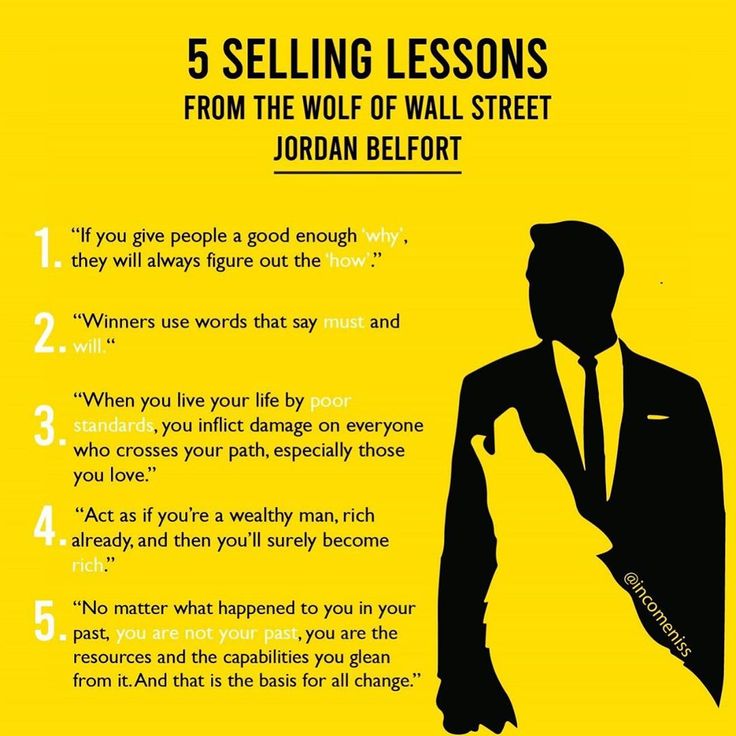 5 SELLING LESSONS
FROM THE WOLF OF WALL STREET
JORDAN BELFORT
1. “If you give people a good enough ‘why’,
they will always figure out the ‘how’.”
2. “Winners use words that say must and
will.“
3. “When you live your life by poor
standards, you inflict damage on everyone
who crosses your path, especially those
you love.”
4. “Act as if you’re a wealthy man, rich
already, and then you’ll surely become
rich.”
5. “No matter what happened to you in your
past, you are not your past, you are the
resources and the capabilities you glean
from it. And that is the basis for all change.”
@incomeniss